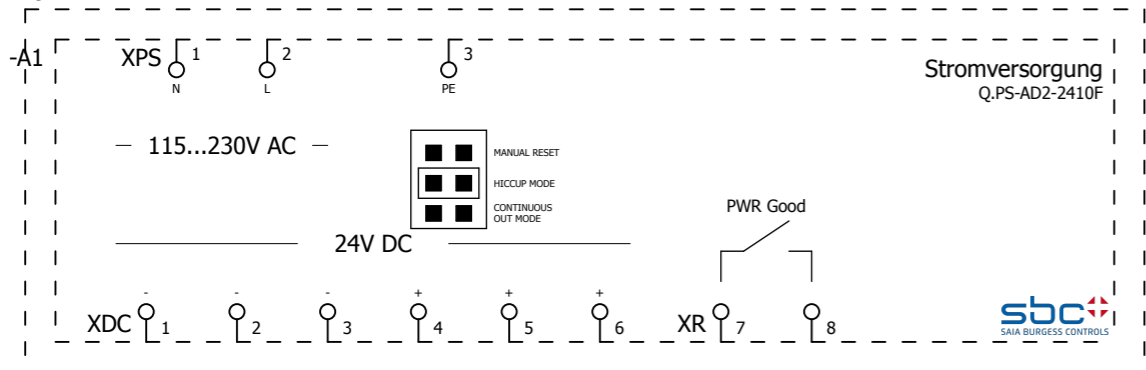 -A1
XPS 1 2 3
N L PE
Stromversorgung
Q.PS-AD2-2410F
115...230V AC
MANUAL RESET
HICCUP MODE
CONTINUOUS
OUT MODE
PWR Good
24V DC
- - - + + +
XDC 1 2 3 4 5 6 XR 7 8
sbc
SAIA BURGESS CONTROLS